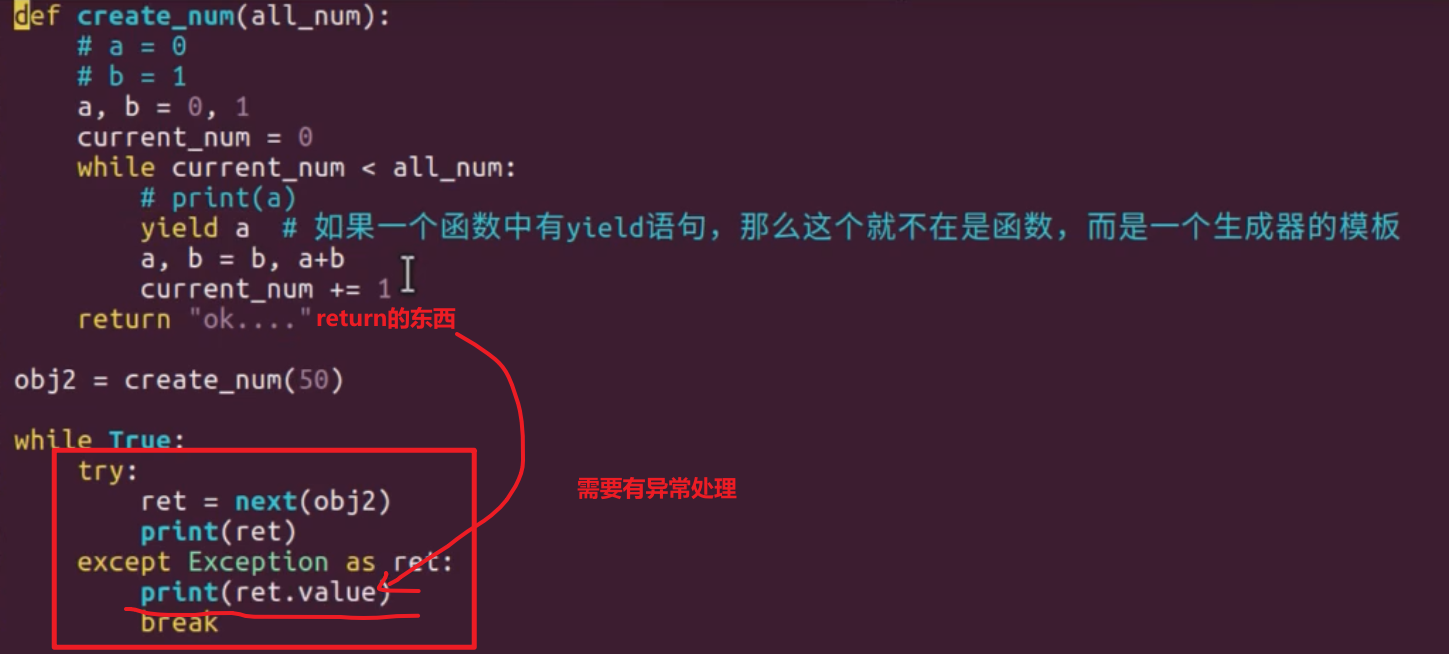 def create_num(all_num):
    # a = 0
    # b = 1
    a, b = 0, 1
    current_num = 0
    while current_num < all_num:
        # print(a)
        yield a  # 如果一个函数中有yield语句，那么这个就不在是函数，而是一个生成器的模板
        a, b = b, a+b
        current_num += 1
    return "ok...." return的东西
obj2 = create_num(50)
while True:
    try:
        ret = next(obj2)
需要有异常处理
        print(ret)
    except Exception as ret:
        print(ret.value)
        break